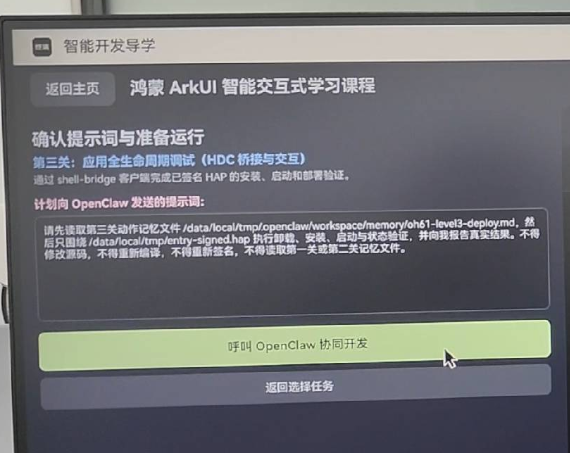 智能开发导学
返回主页
鸿蒙 ArkUI 智能交互式学习课程
确认提示词与准备运行
第三关：应用全生命周期调试（HDC 桥接与交互）
通过 shell-bridge 客户端完成已签名 HAP 的安装、启动和部署验证。
计划向 OpenClaw 发送的提示词:
请先读取第三关动作记忆文件 /data/local/tmp/.openclaw/workspace/memory/oh61-level3-deploy.md，然
后只围绕 /data/local/tmp/entry-signed.hap 执行卸载、安装、启动与状态验证，并向我报告真实结果。不得
修改源码，不得重新编译，不得重新签名，不得读取第一关或第二关记忆文件。
呼叫 OpenClaw 协同开发
返回选择任务